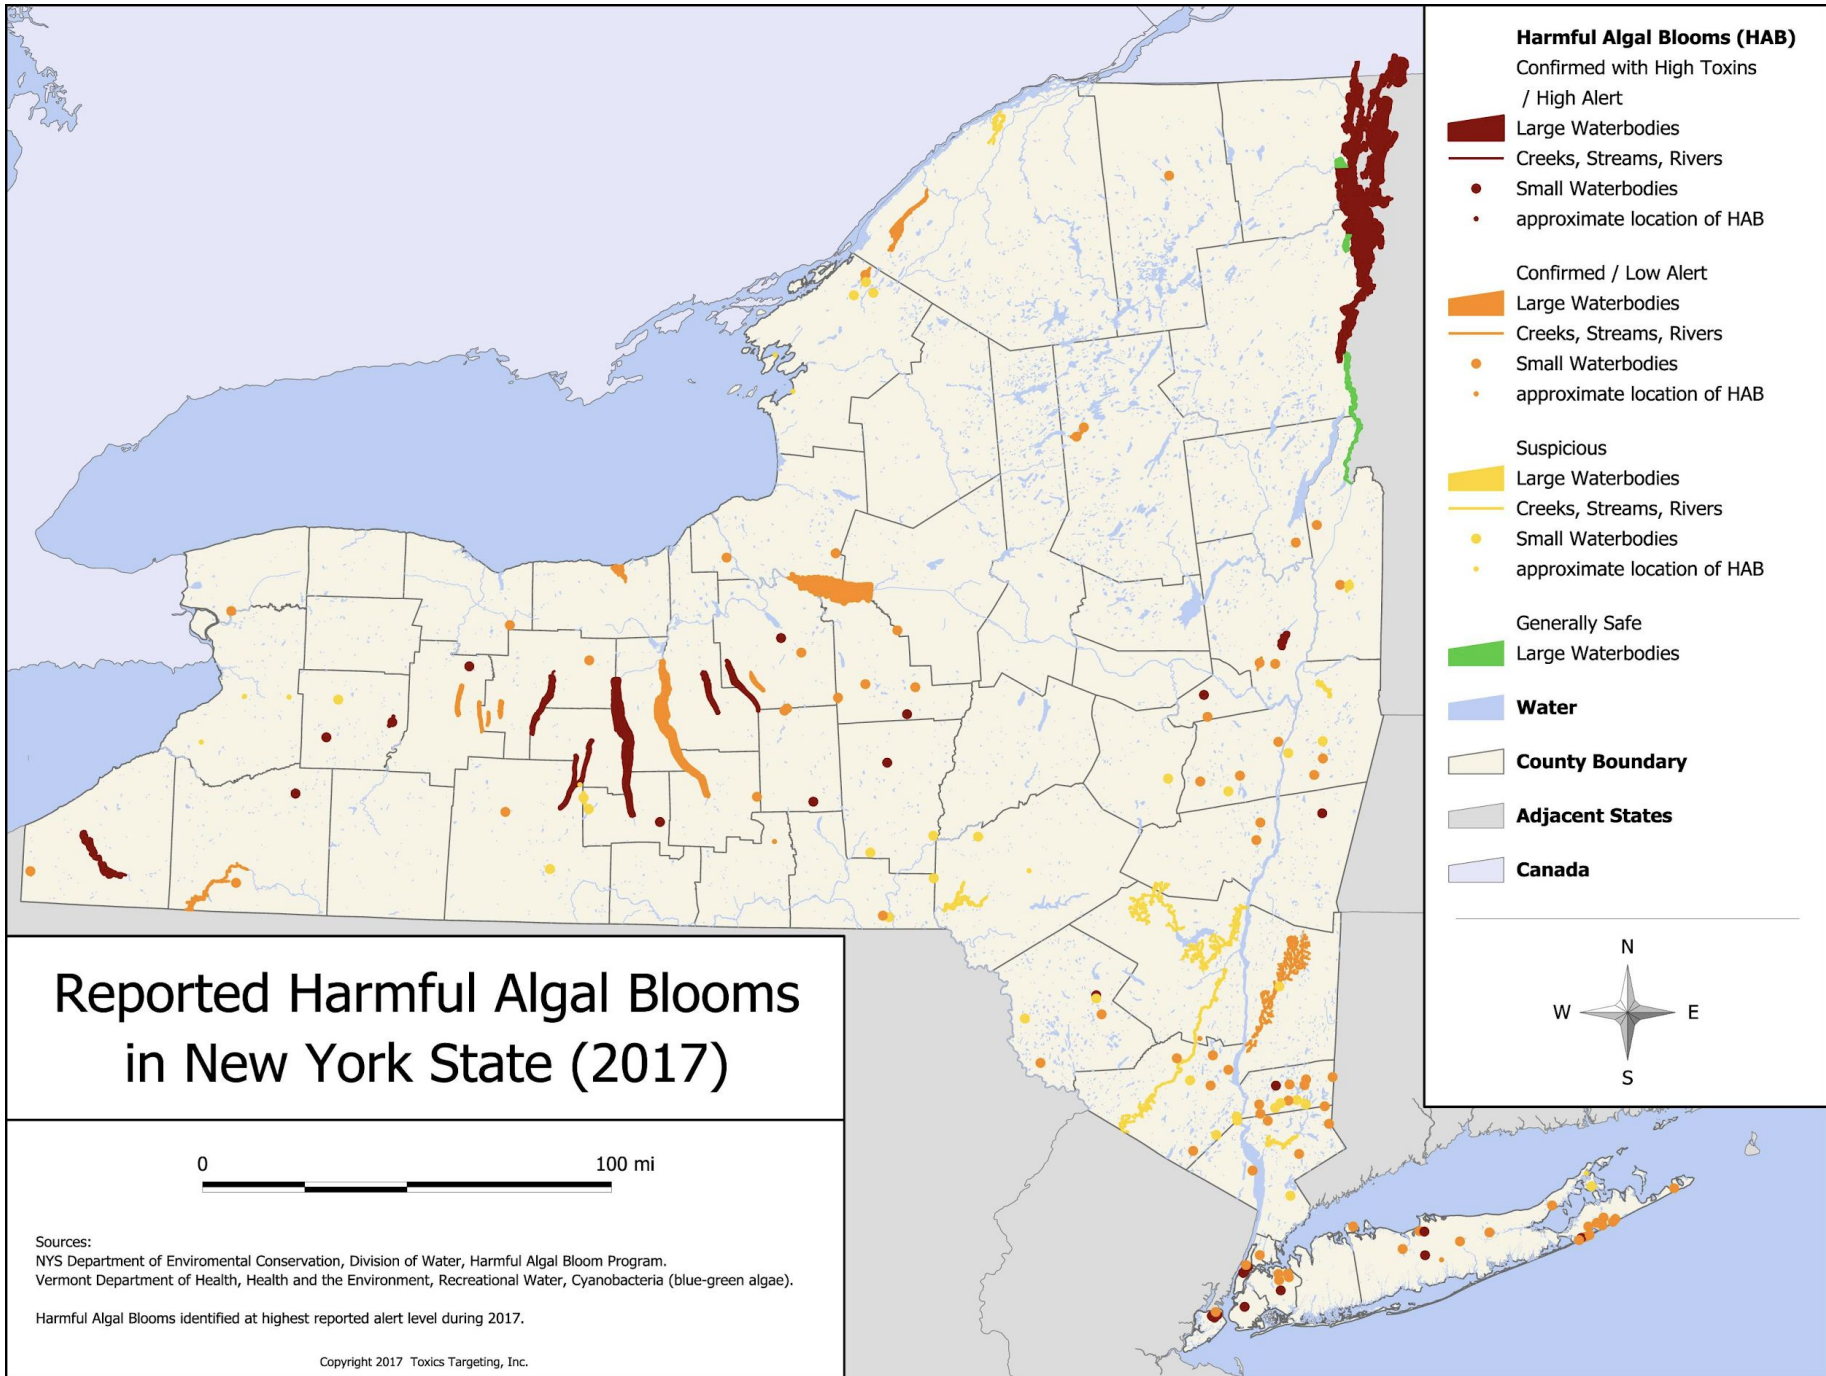 Harmful Algal Blooms (HAB)
Confirmed with High Toxins
/ High Alert
Large Waterbodies
Creeks, Streams, Rivers
Small Waterbodies
approximate location of HAB
Confirmed / Low Alert
Large Waterbodies
Creeks, Streams, Rivers
Small Waterbodies
approximate location of HAB
Suspicious
Large Waterbodies
Creeks, Streams, Rivers
Small Waterbodies
approximate location of HAB
Generally Safe
Large Waterbodies
Water
County Boundary
Adjacent States
Canada
N
W E
S
Reported Harmful Algal Blooms
in New York State (2017)
0 100 mi
Sources:
NYS Department of Enviromental Conservation, Division of Water, Harmful Algal Bloom Program.
Vermont Department of Health, Health and the Environment, Recreational Water, Cyanobacteria (blue-green algae).
Harmful Algal Blooms identified at highest reported alert level during 2017.
Copyright 2017 Toxics Targeting, Inc.